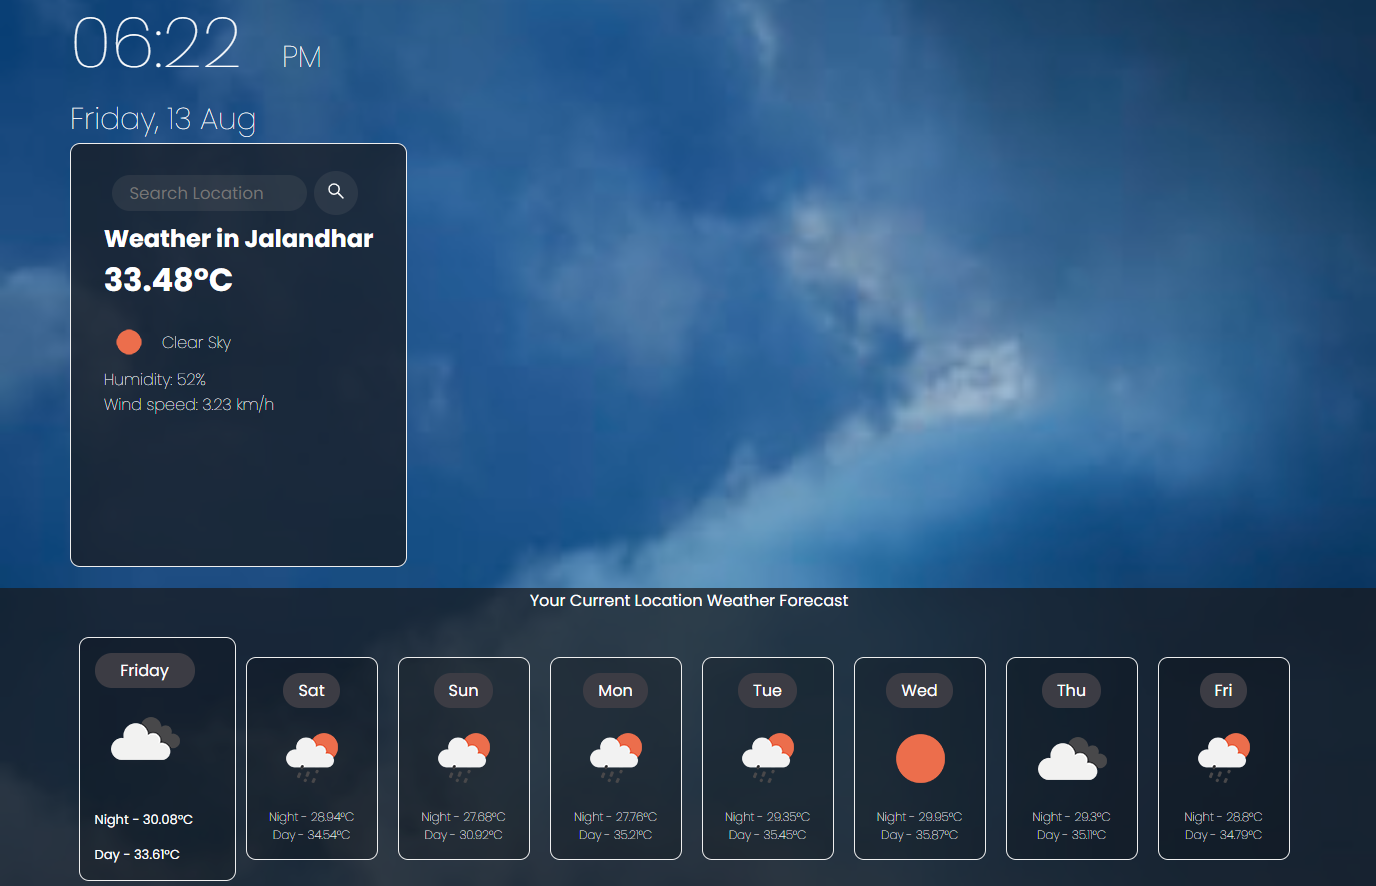 06:22 PM
Friday, 13 Aug
Search Location
Weather in Jalandhar
33.48°C
Clear Sky
Humidity: 52%
Wind speed: 3.23 km/h
Your Current Location Weather Forecast
Friday
Night - 30.08°C
Day - 33.61°C
Sat
Night - 28.94°C
Day - 34.54°C
Sun
Night - 27.68°C
Day - 30.92°C
Mon
Night - 27.76°C
Day - 35.21°C
Tue
Night - 29.35°C
Day - 35.45°C
Wed
Night - 29.95°C
Day - 35.87°C
Thu
Night - 29.3°C
Day - 35.11°C
Fri
Night - 28.8°C
Day - 34.79°C